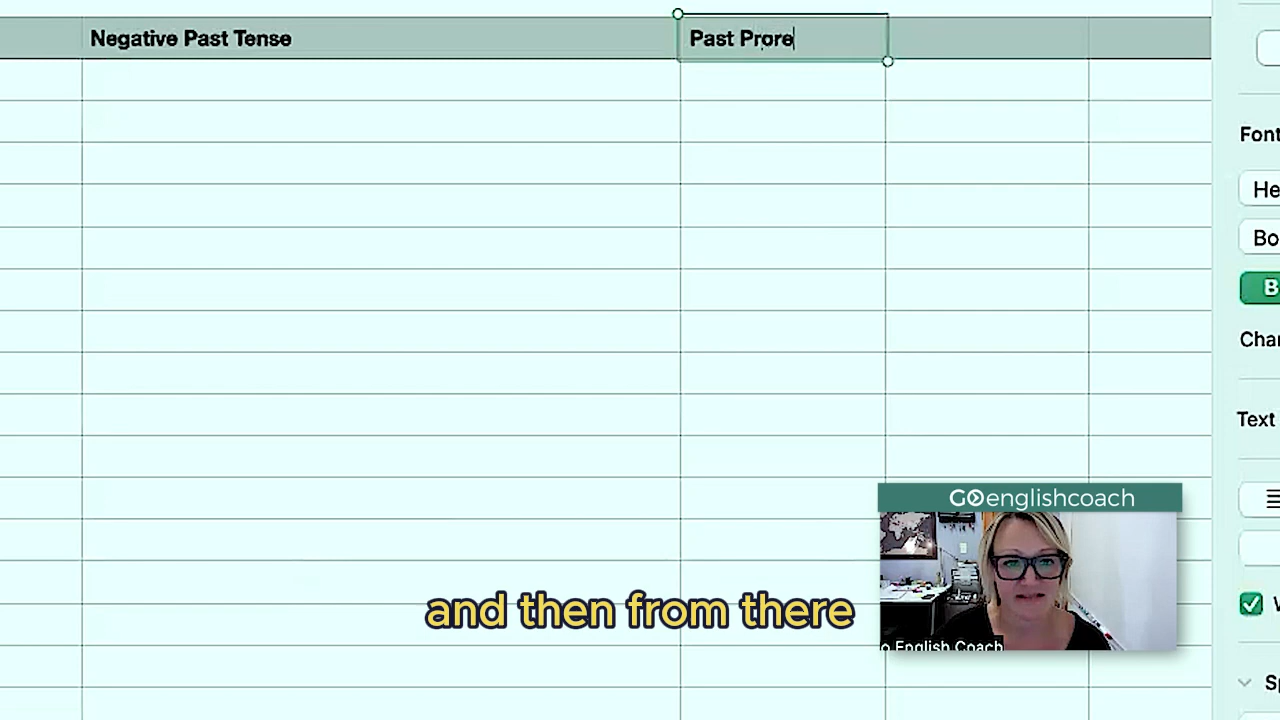 Negative Past Tense
Past Prore
Font
He
Bo
B
Char
Text
GOenglishcoach
and then from there
o English Coach
Sp